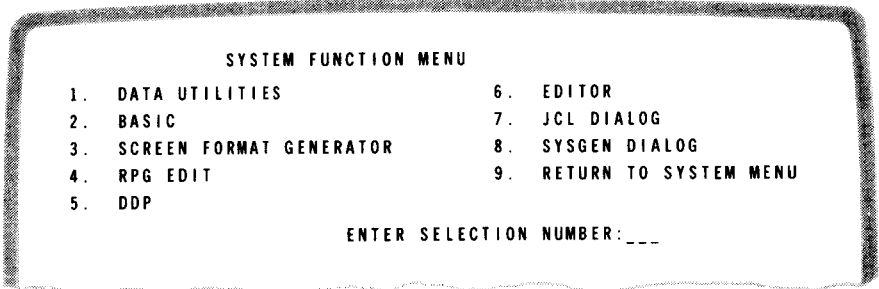 SYSTEM FUNCTION MENU
1. DATA UTILITIES 6. EDITOR
2. BASIC 7. JCL DIALOG
3. SCREEN FORMAT GENERATOR 8. SYSGEN DIALOG
4. RPG EDIT 9. RETURN TO SYSTEM MENU
5. DDP
ENTER SELECTION NUMBER:___